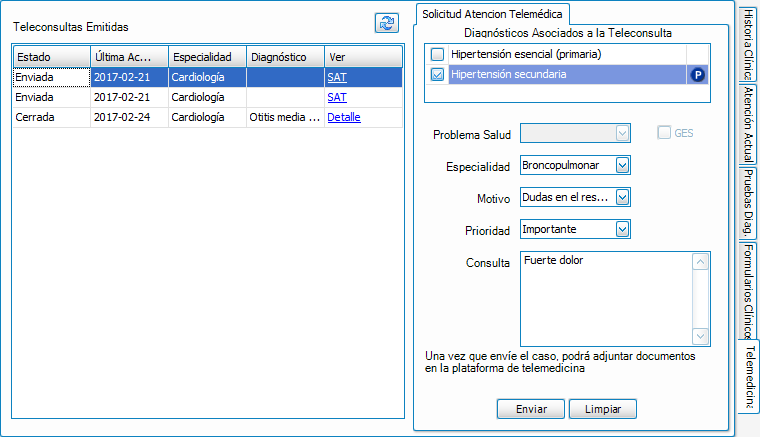 Teleconsultas Emitidas
Estado Última Ac... Especialidad Diagnóstico Ver
Enviada 2017-02-21 Cardiología SAT
Enviada 2017-02-21 Cardiología SAT
Cerrada 2017-02-24 Cardiología Otitis media ... Detalle
Solicitud Atencion Telemédica
Diagnósticos Asociados a la Teleconsulta
Hipertensión esencial (primaria)
Hipertensión secundaria P
Problema Salud GES
Especialidad Broncopulmonar
Motivo Dudas en el res...
Prioridad Importante
Consulta Fuerte dolor
Una vez que envíe el caso, podrá adjuntar documentos
en la plataforma de telemedicina
Enviar Limpiar
Historia Clínica
Atención Actual
Pruebas Diag.
Formularios Clínicos
Telemedicina